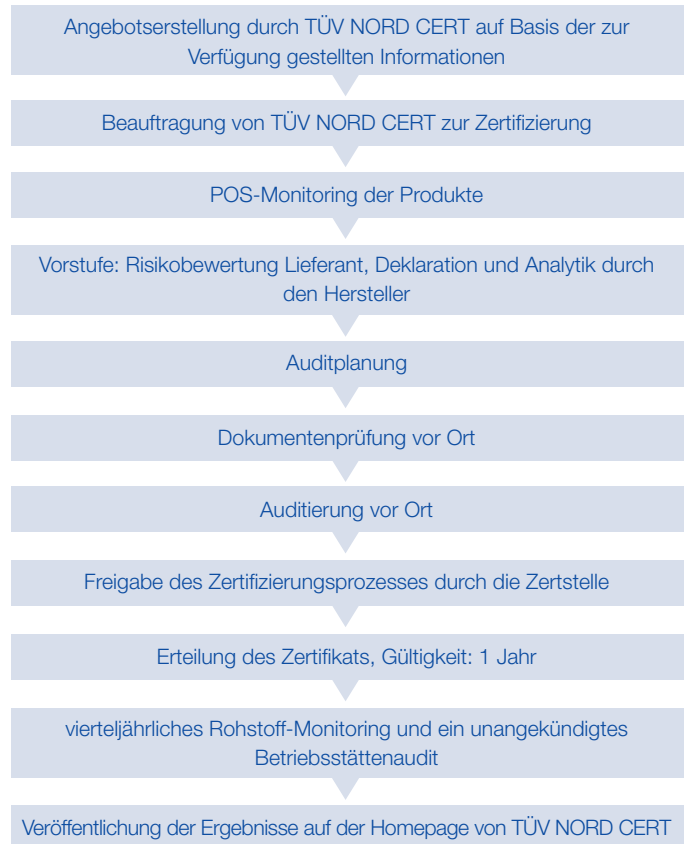 Angebotserstellung durch TÜV NORD CERT auf Basis der zur
Verfügung gestellten Informationen
Beauftragung von TÜV NORD CERT zur Zertifizierung
POS-Monitoring der Produkte
Vorstufe: Risikobewertung Lieferant, Deklaration und Analytik durch
den Hersteller
Auditplanung
Dokumentenprüfung vor Ort
Auditierung vor Ort
Freigabe des Zertifizierungsprozesses durch die Zertstelle
Erteilung des Zertifikats, Gültigkeit: 1 Jahr
vierteljährliches Rohstoff-Monitoring und ein unangekündigtes
Betriebsstättenaudit
Veröffentlichung der Ergebnisse auf der Homepage von TÜV NORD CERT